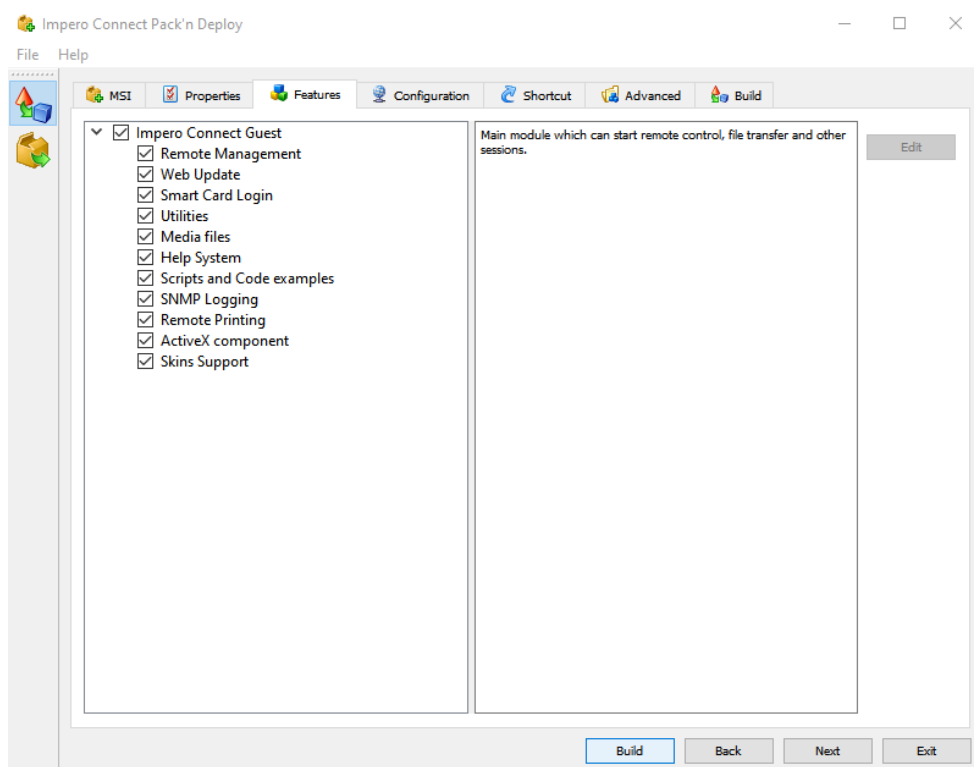 Impero Connect Pack'n Deploy
File Help
MSI Properties Features Configuration Shortcut Advanced Build
Impero Connect Guest
Remote Management
Web Update
Smart Card Login
Utilities
Media files
Help System
Scripts and Code examples
SNMP Logging
Remote Printing
ActiveX component
Skins Support
Main module which can start remote control, file transfer and other
sessions.
Edit
Build Back Next Exit